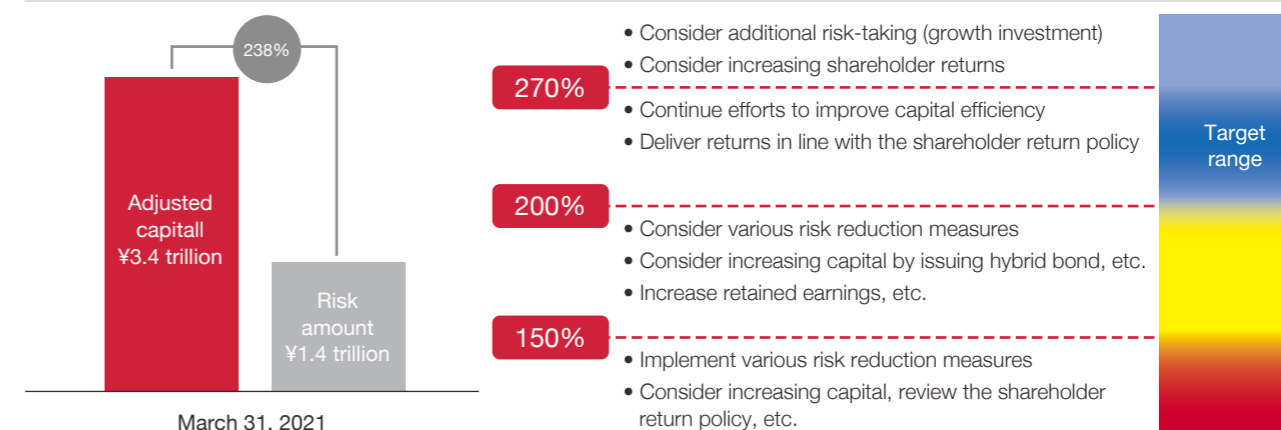 238%
Adjusted
capitall
¥3.4 trillion
Risk
amount
¥1.4 trillion
March 31, 2021
• Consider additional risk-taking (growth investment)
• Consider increasing shareholder returns
270%
• Continue efforts to improve capital efficiency
• Deliver returns in line with the shareholder return policy
200%
• Consider various risk reduction measures
• Consider increasing capital by issuing hybrid bond, etc.
• Increase retained earnings, etc.
150%
• Implement various risk reduction measures
• Consider increasing capital, review the shareholder
return policy, etc.
Target
range